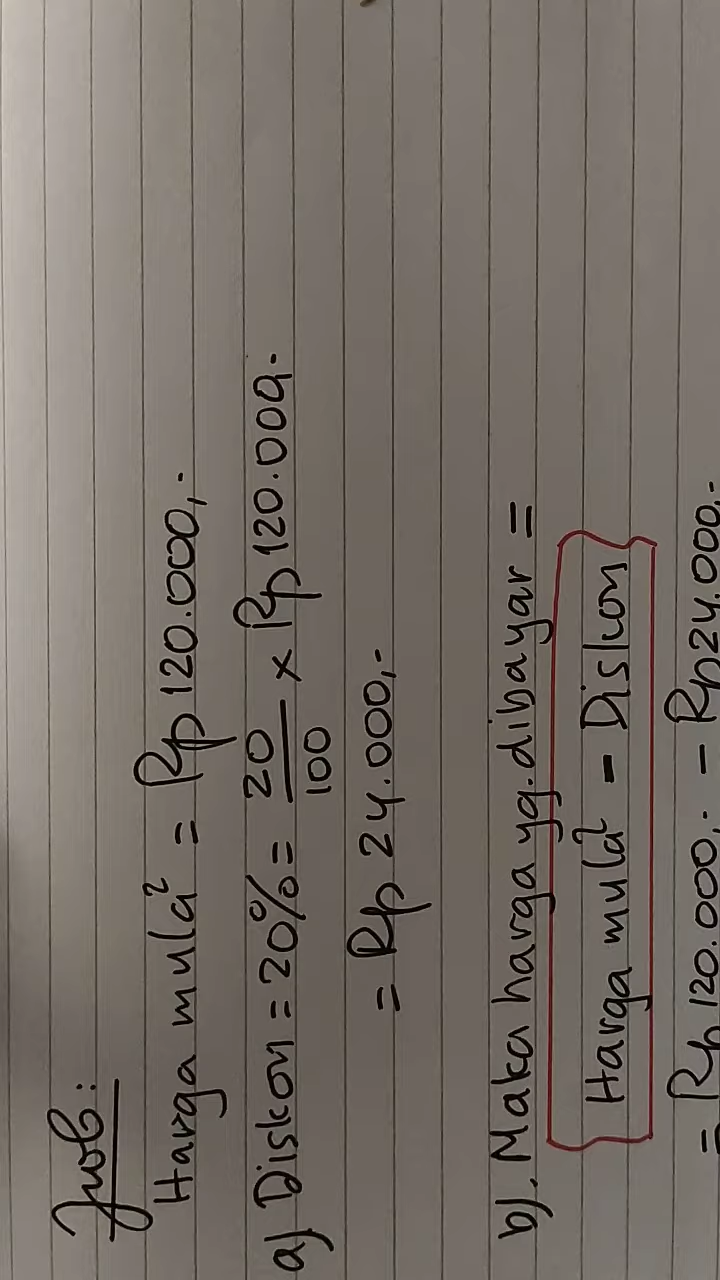 Jwb:
Harga mula² = Rp 120.000,-
a) Diskon = 20% = 20/100 x Rp 120.000.-
= Rp 24.000,-
b). Maka harga yg. dibayar =
Harga mula² - Diskon
= Rp 120.000,- - Rp 24.000.-